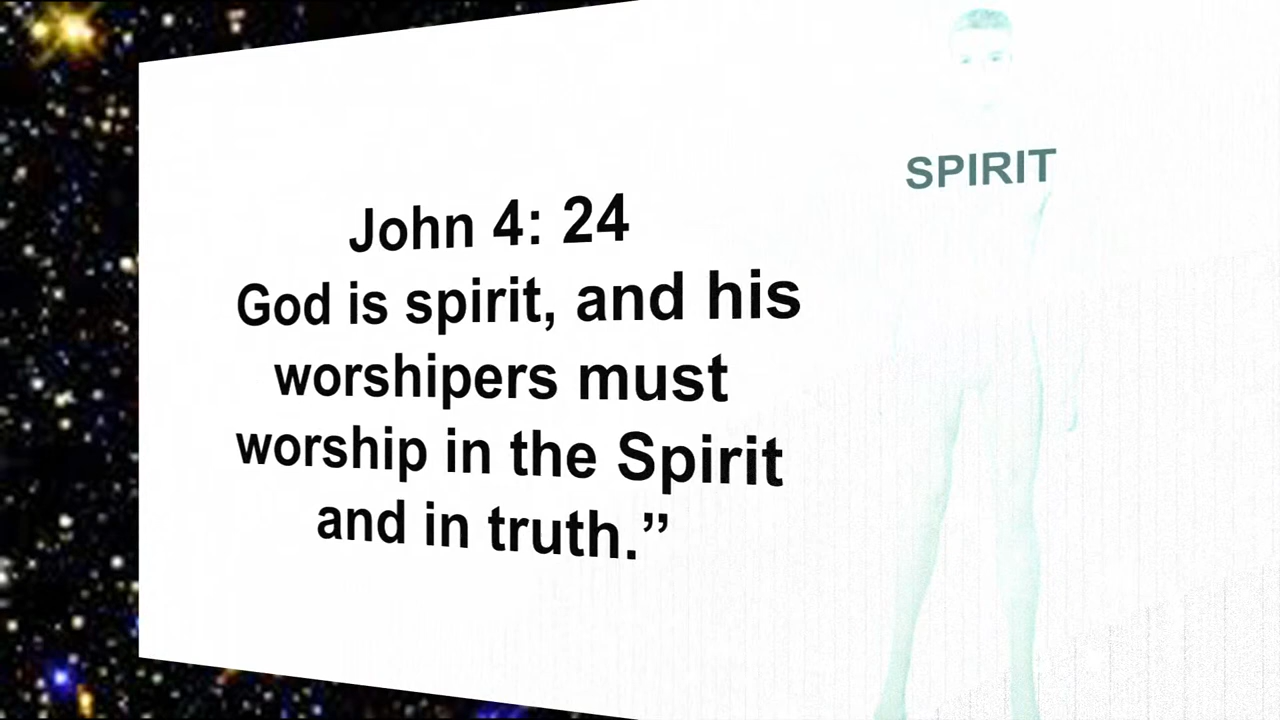 John 4: 24
God is spirit, and his
worshipers must
worship in the Spirit
and in truth.”
SPIRIT